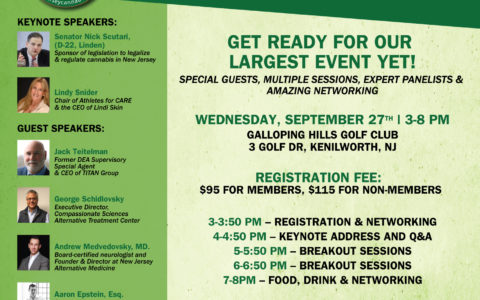 KEYNOTE SPEAKERS:
Senator Nick Scutari,
(D-22, Linden)
Sponsor of legislation to legalize
& regulate cannabis in New Jersey
Lindy Snider
Chair of Athletes for CARE
& the CEO of Lindi Skin
GUEST SPEAKERS:
Jack Teitelman
Former DEA Supervisory
Special Agent
& CEO of TITAN Group
George Schidlovsky
Executive Director,
Compassionate Sciences
Alternative Treatment Center
Andrew Medvedovsky, MD.
Board-certified neurologist and
Founder & Director at New Jersey
Alternative Medicine
Aaron Epstein, Esq.
GET READY FOR OUR
LARGEST EVENT YET!
SPECIAL GUESTS, MULTIPLE SESSIONS, EXPERT PANELISTS &
AMAZING NETWORKING
WEDNESDAY, SEPTEMBER 27TH | 3-8 PM
GALLOPING HILLS GOLF CLUB
3 GOLF DR, KENILWORTH, NJ
REGISTRATION FEE:
$95 FOR MEMBERS, $115 FOR NON-MEMBERS
3-3:50 PM – REGISTRATION & NETWORKING
4-4:50 PM – KEYNOTE ADDRESS AND Q&A
5-5:50 PM – BREAKOUT SESSIONS
6-6:50 PM – BREAKOUT SESSIONS
7-8PM – FOOD, DRINK & NETWORKING